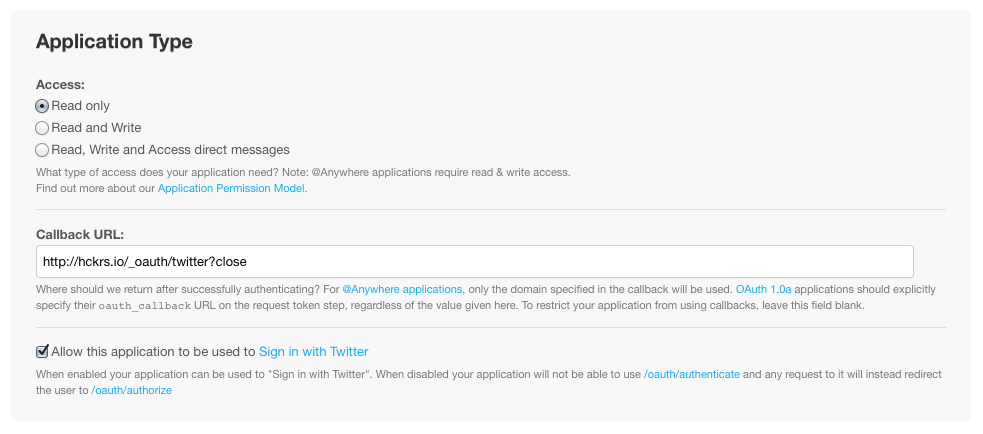 Application Type
Access:
Read only
Read and Write
Read, Write and Access direct messages
What type of access does your application need? Note: @Anywhere applications require read & write access.
Find out more about our Application Permission Model.
Callback URL:
http://hckrs.io/_oauth/twitter?close
Where should we return after successfully authenticating? For @Anywhere applications, only the domain specified in the callback will be used. OAuth 1.0a applications should explicitly
specify their oauth_callback URL on the request token step, regardless of the value given here. To restrict your application from using callbacks, leave this field blank.
Allow this application to be used to Sign in with Twitter
When enabled your application can be used to "Sign in with Twitter". When disabled your application will not be able to use /oauth/authenticate and any request to it will instead redirect
the user to /oauth/authorize